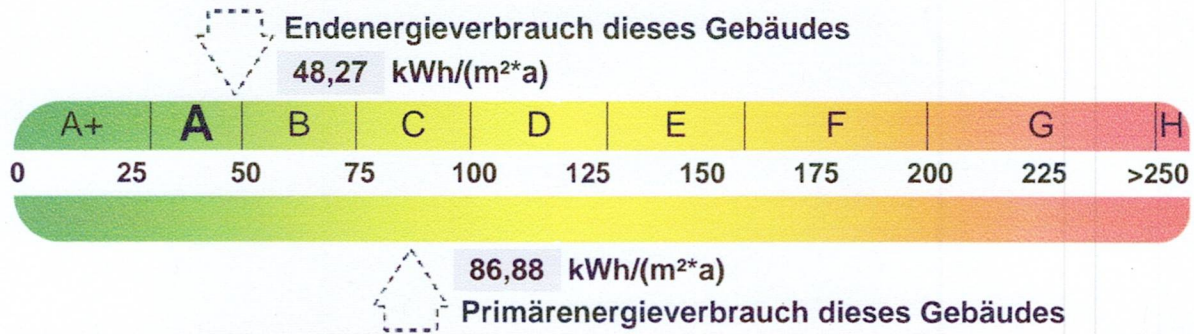 Endenergieverbrauch dieses Gebäudes
48,27 kWh/(m²*a)
A+ A B C D E F G H
0 25 50 75 100 125 150 175 200 225 >250
86,88 kWh/(m²*a)
Primärenergieverbrauch dieses Gebäudes